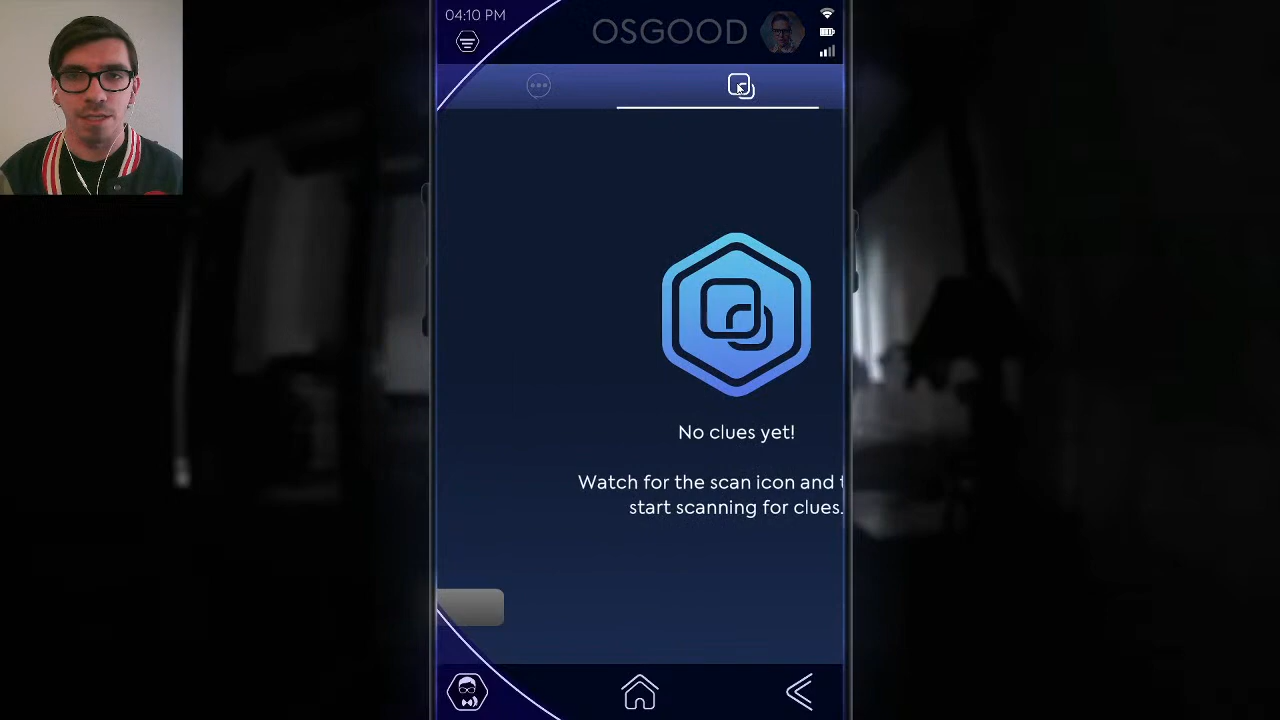 04:10 PM
OSGOOD
No clues yet!
Watch for the scan icon and
start scanning for clues.